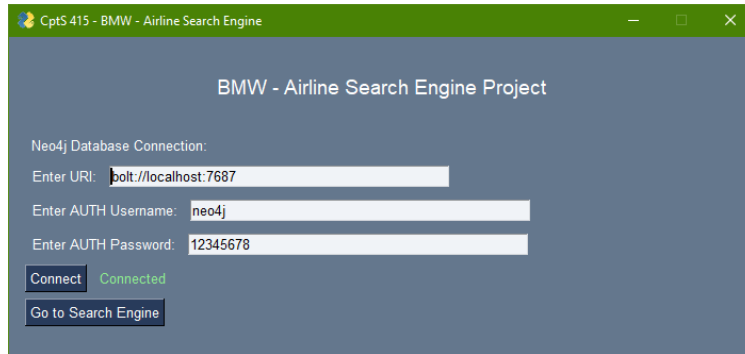 CptS 415 - BMW - Airline Search Engine
BMW - Airline Search Engine Project
Neo4j Database Connection:
Enter URI: bolt://localhost:7687
Enter AUTH Username: neo4j
Enter AUTH Password: 12345678
Connect Connected
Go to Search Engine